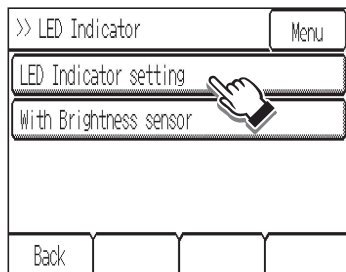 >> LED Indicator
Menu
LED Indicator setting
With Brightness sensor
Back